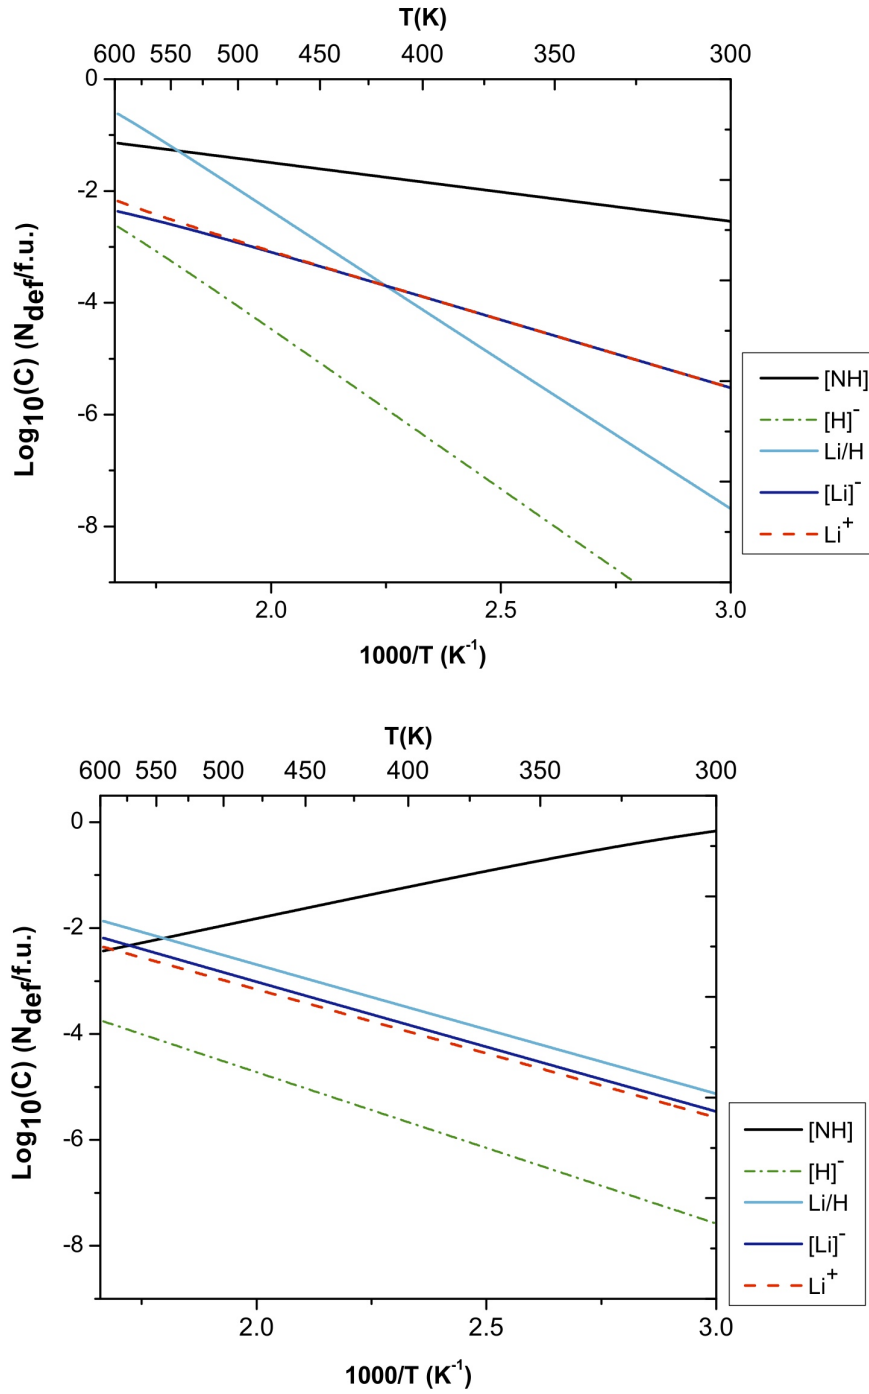 T(K)
600 550 500 450 400 350 300
0
-2
-4
-6
-8
Log10(C) (Ndef/f.u.)
2.0 2.5 3.0
1000/T (K-1)
[NH]
[H]-
Li/H
[Li]-
Li+
T(K)
600 550 500 450 400 350 300
0
-2
-4
-6
-8
Log10(C) (Ndef/f.u.)
2.0 2.5 3.0
1000/T (K-1)
[NH]
[H]-
Li/H
[Li]-
Li+